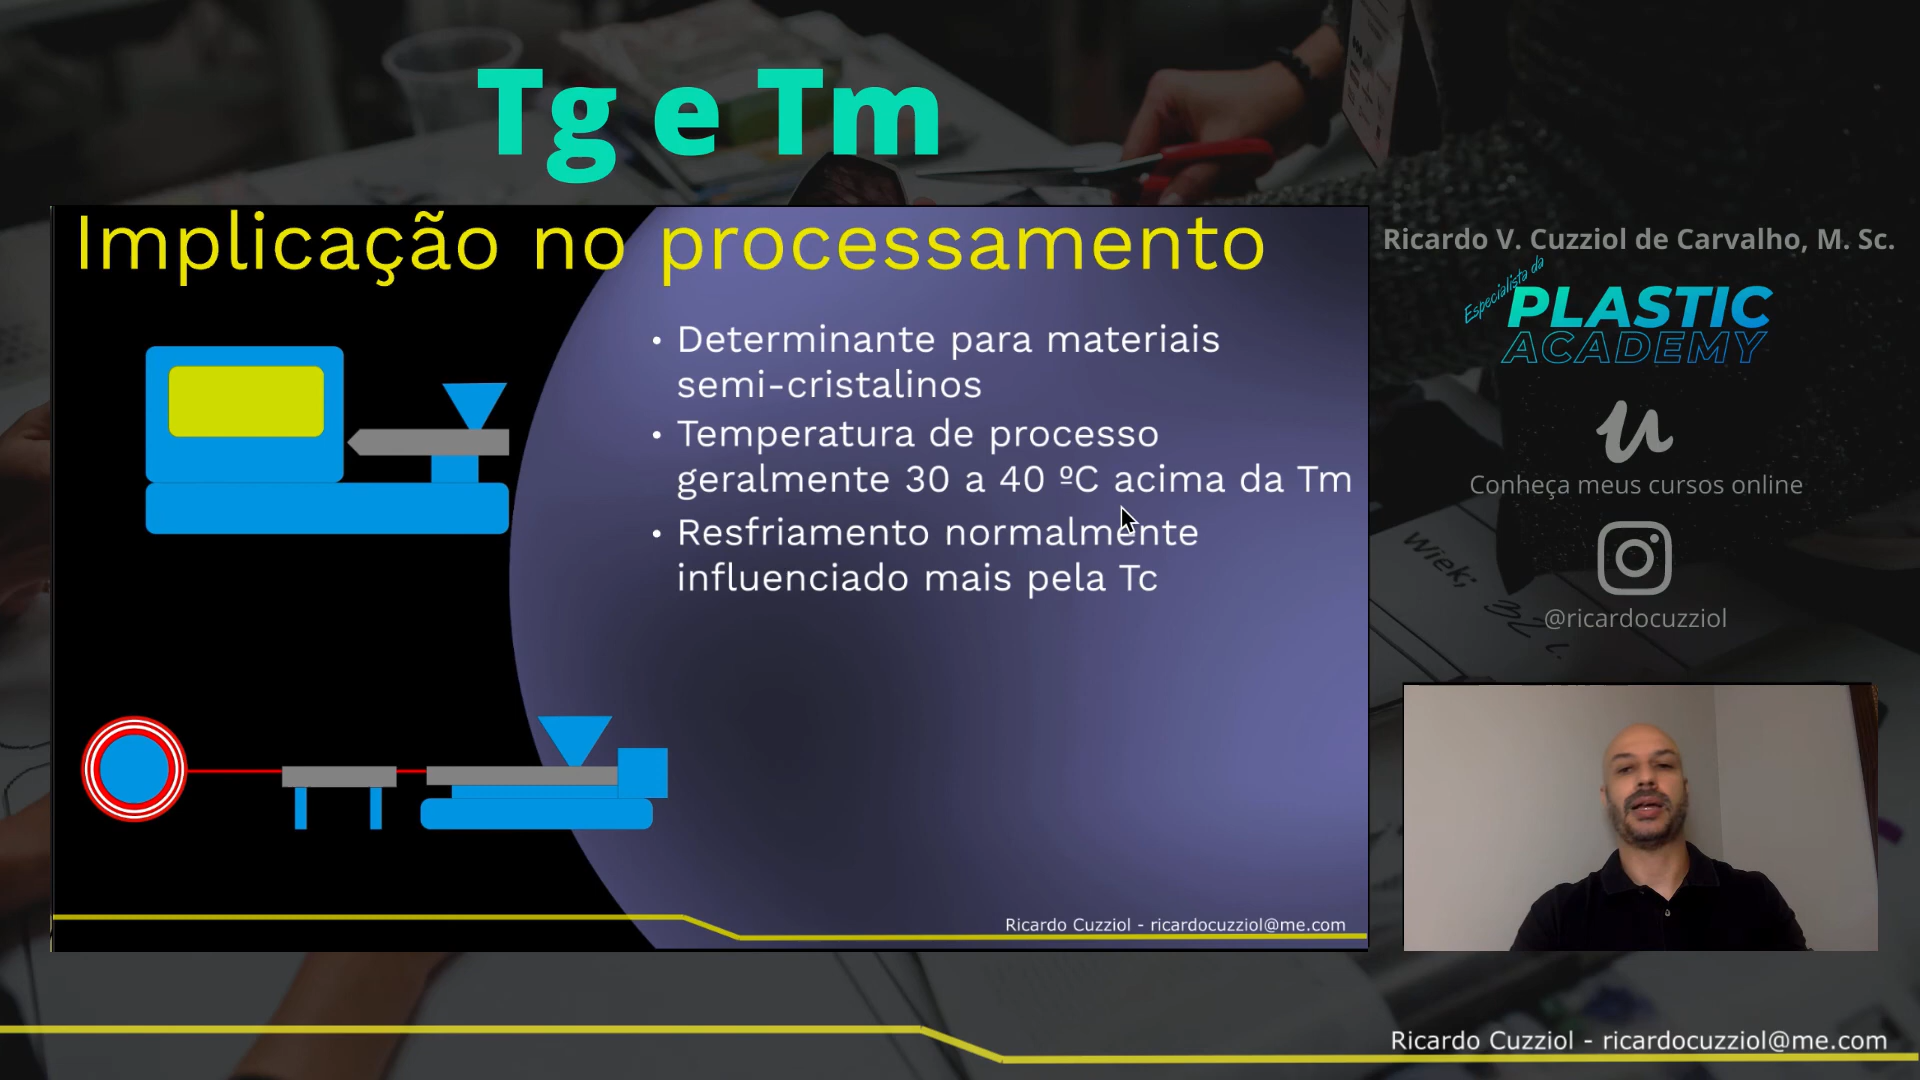 Tg e Tm
Implicação no processamento
• Determinante para materiais
semi-cristalinos
• Temperatura de processo
geralmente 30 a 40 ºC acima da Tm
• Resfriamento normalmente
influenciado mais pela Tc
Ricardo Cuzziol - ricardocuzziol@me.com
Ricardo V. Cuzziol de Carvalho, M. Sc.
Especialista da
PLASTIC
ACADEMY
Conheça meus cursos online
@ricardocuzziol
Wiek;
Ricardo Cuzziol - ricardocuzziol@me.com